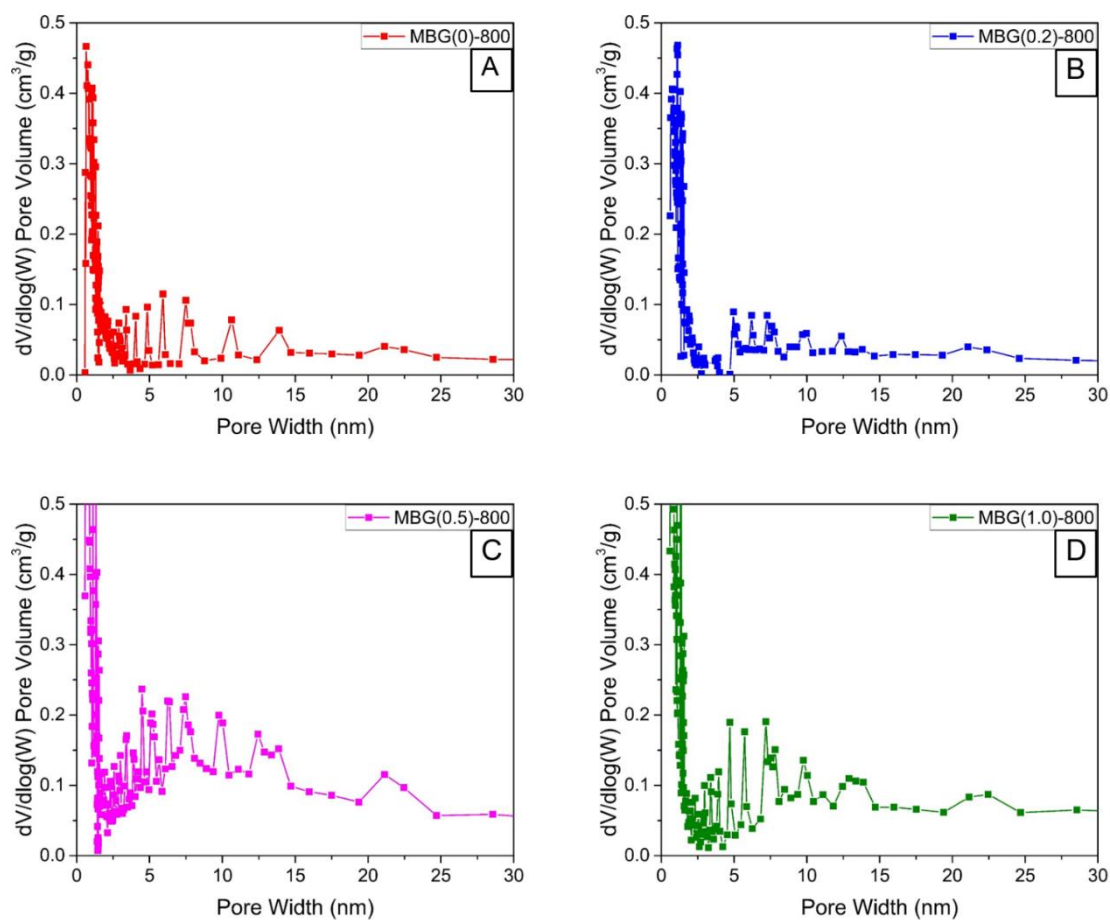 MBG(0)-800
A
0.5
0.4
0.3
0.2
0.1
0.0
dV/dlog(W) Pore Volume (cm³/g)
0 5 10 15 20 25 30
Pore Width (nm)
MBG(0.2)-800
B
0.5
0.4
0.3
0.2
0.1
0.0
dV/dlog(W) Pore Volume (cm³/g)
0 5 10 15 20 25 30
Pore Width (nm)
MBG(0.5)-800
C
0.5
0.4
0.3
0.2
0.1
0.0
dV/dlog(W) Pore Volume (cm³/g)
0 5 10 15 20 25 30
Pore Width (nm)
MBG(1.0)-800
D
0.5
0.4
0.3
0.2
0.1
0.0
dV/dlog(W) Pore Volume (cm³/g)
0 5 10 15 20 25 30
Pore Width (nm)